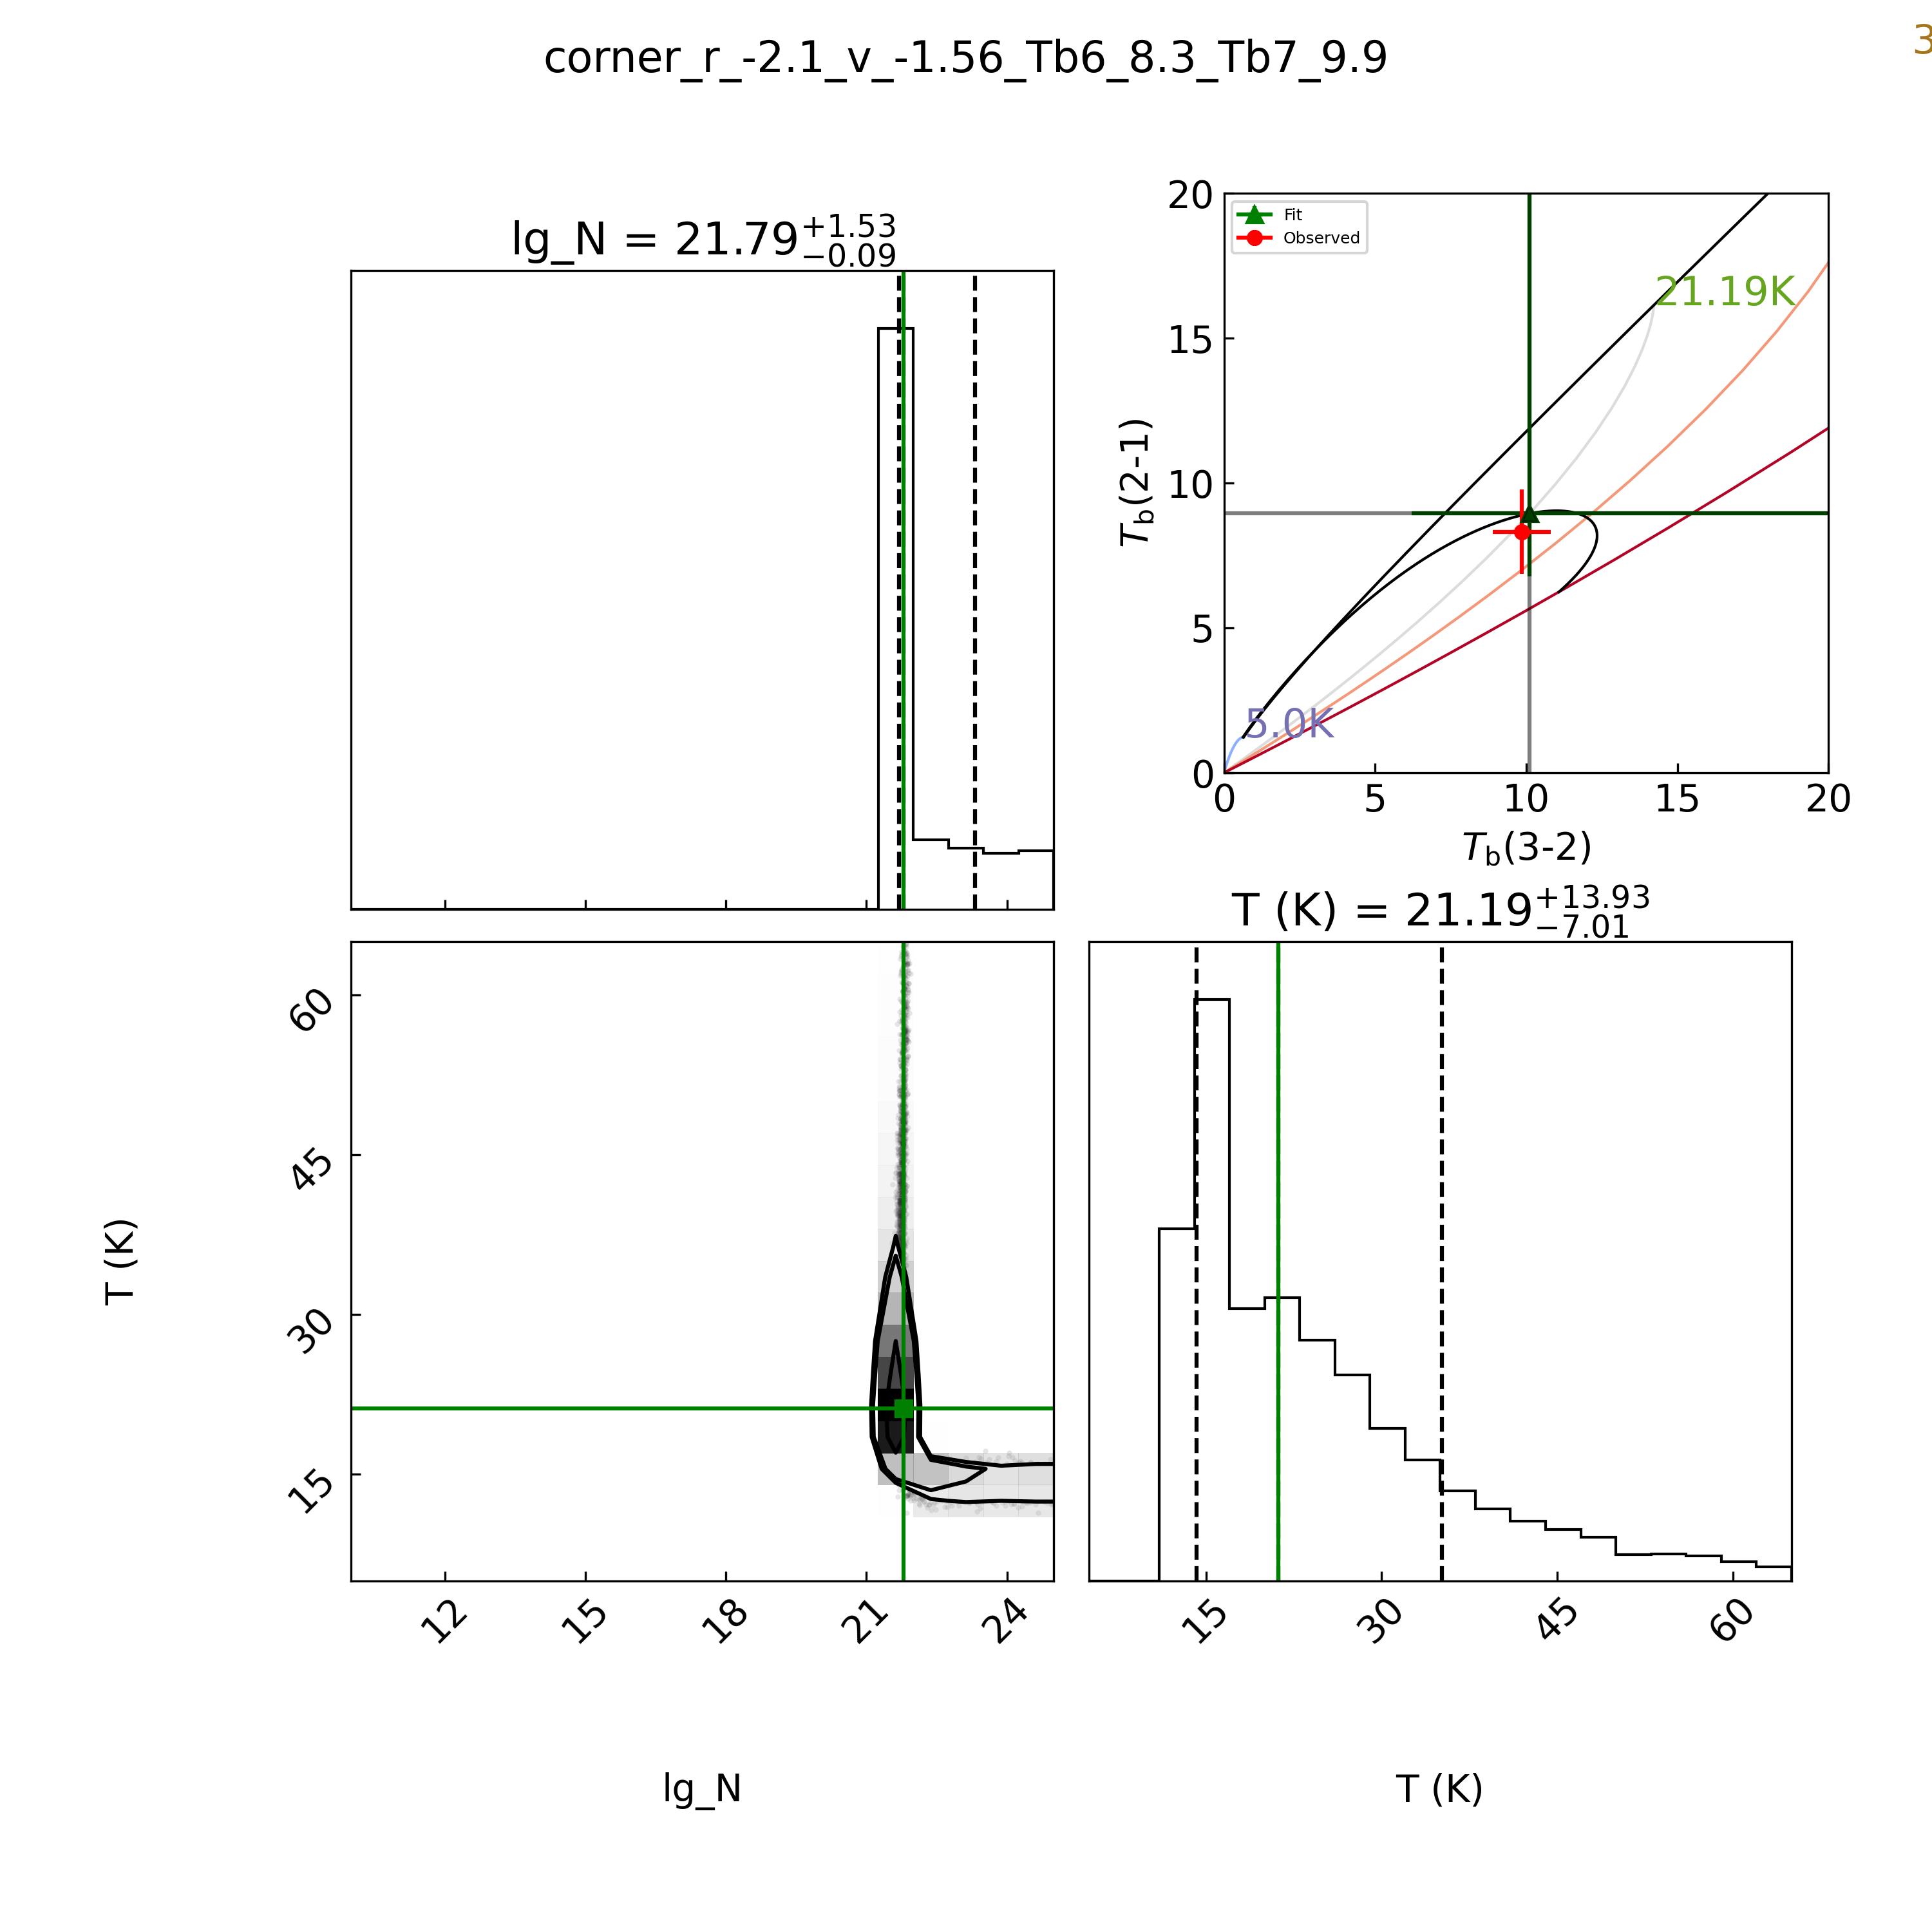 corner_r_-2.1_v_-1.56_Tb6_8.3_Tb7_9.9
3
lg_N = 21.79 +1.53 −0.09
Fit
Observed
21.19K
5.0K
20
15
10
5
0
T_b(2-1)
0 5 10 15 20
T_b(3-2)
T (K) = 21.19 +13.93 −7.01
60
45
30
15
T (K)
12 15 18 21 24
lg_N
15 30 45 60
T (K)